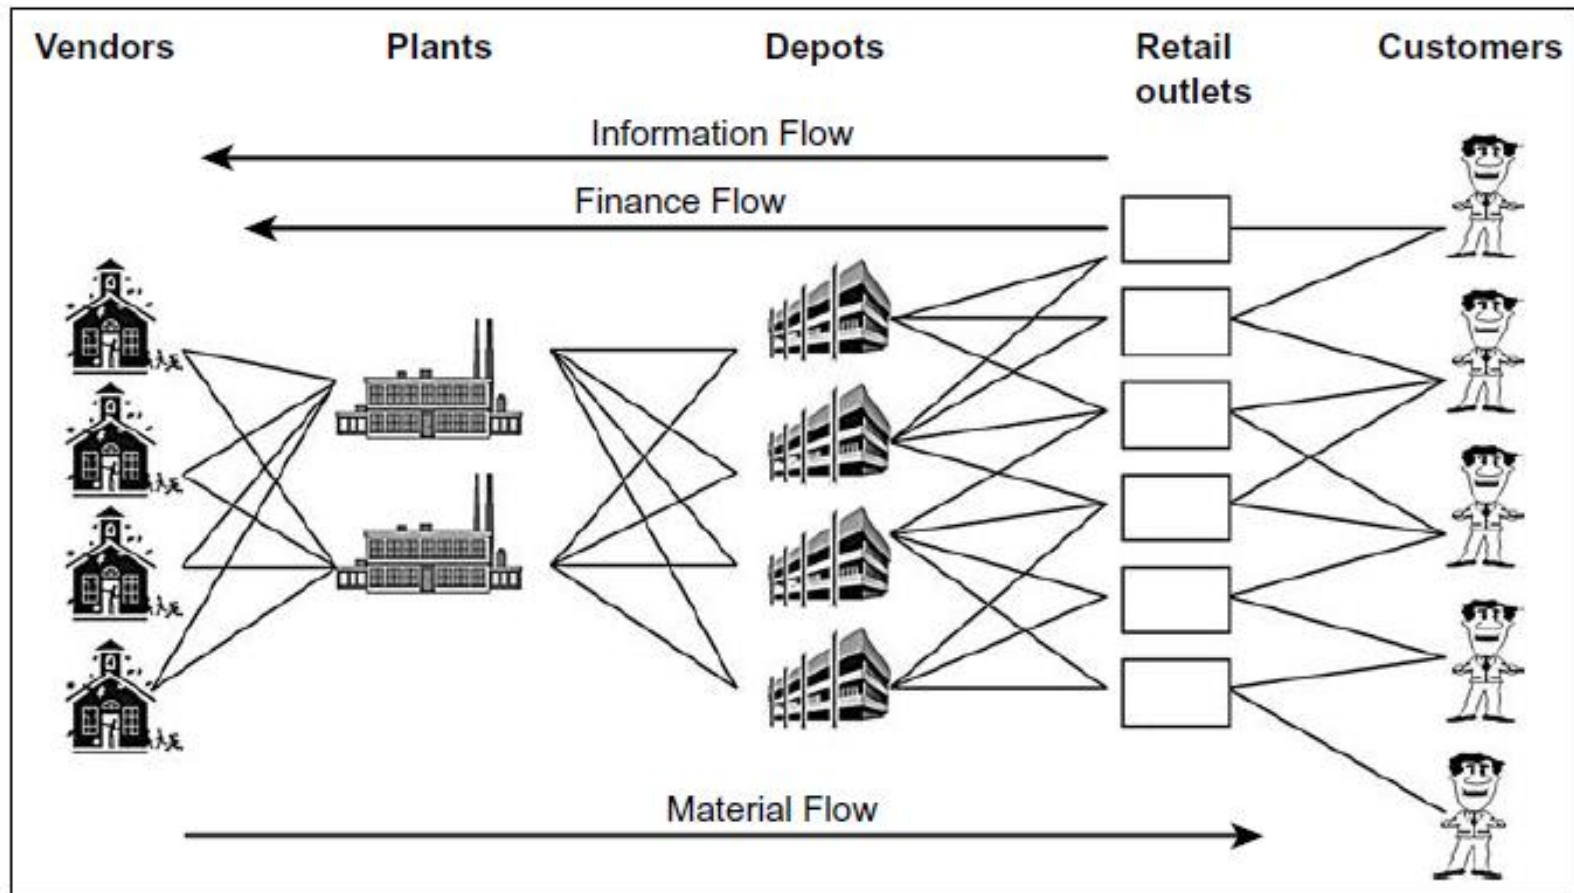 Vendors
Plants
Depots
Retail
outlets
Customers
Information Flow
Finance Flow
Material Flow